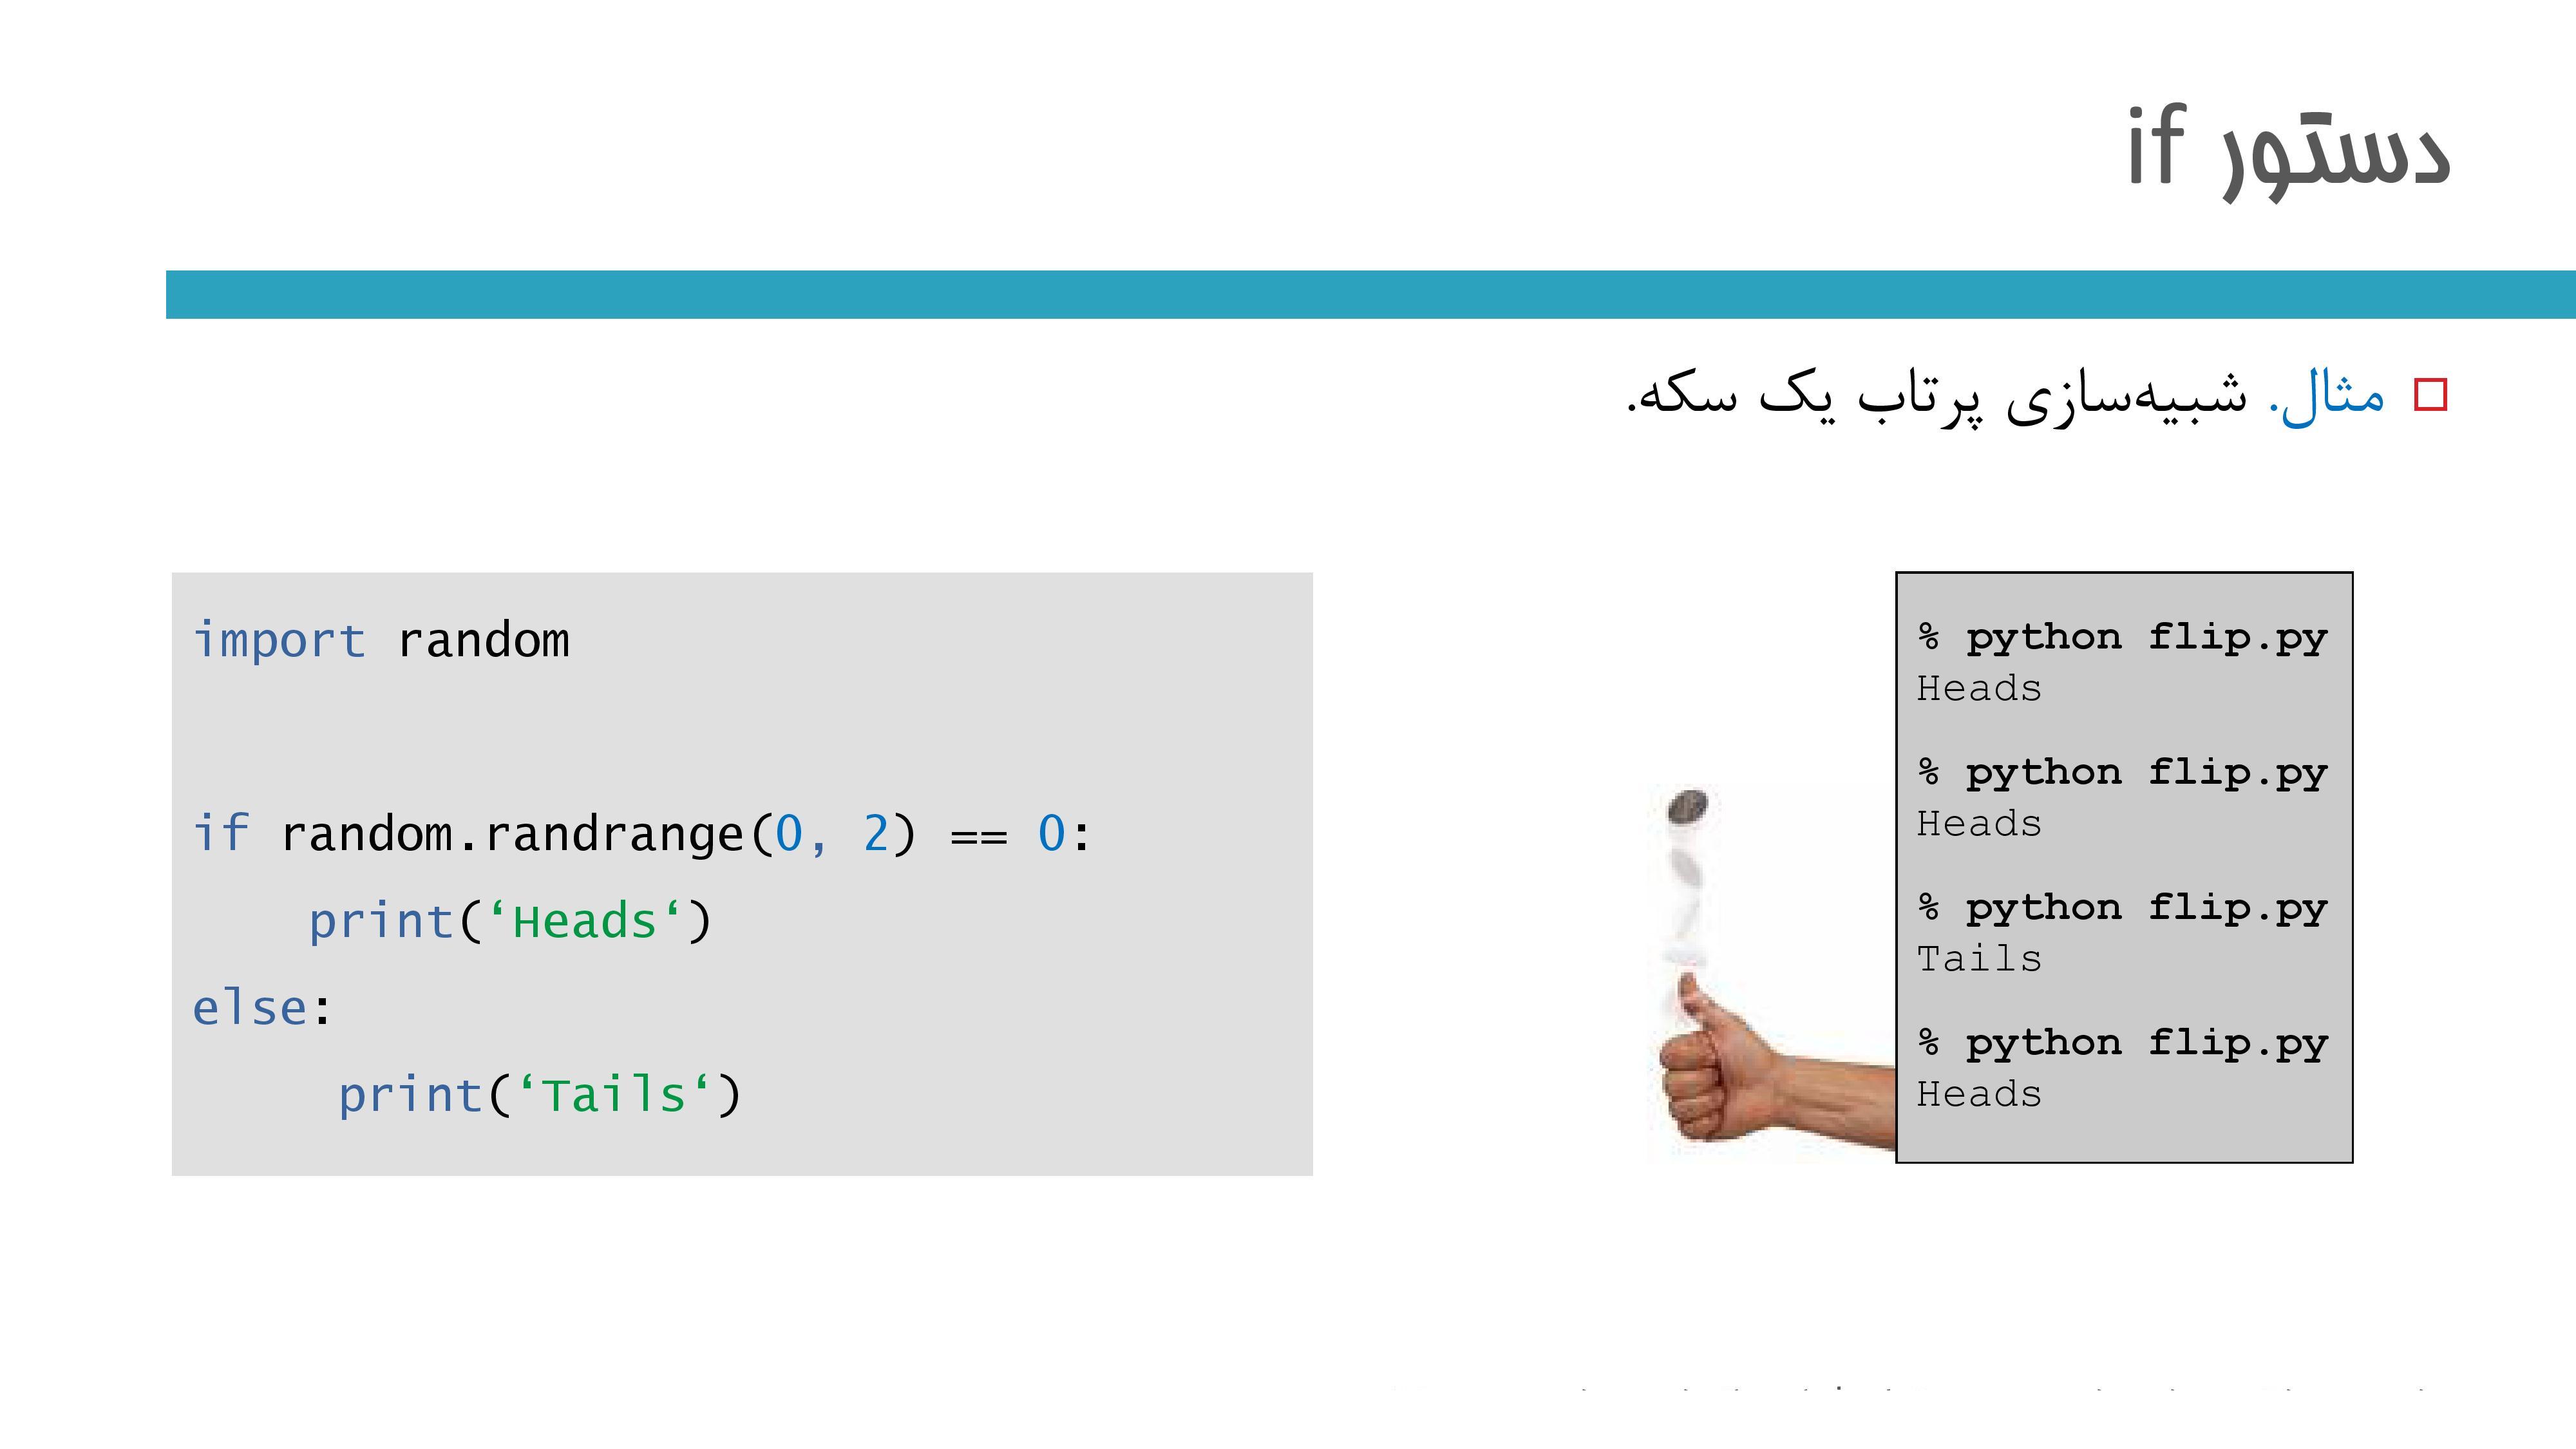 دستور if
مثال. شبیه‌سازی پرتاب یک سکه.
import random
if random.randrange(0, 2) == 0:
    print(‘Heads‘)
else:
     print(‘Tails‘)
% python flip.py
Heads
% python flip.py
Heads
% python flip.py
Tails
% python flip.py
Heads